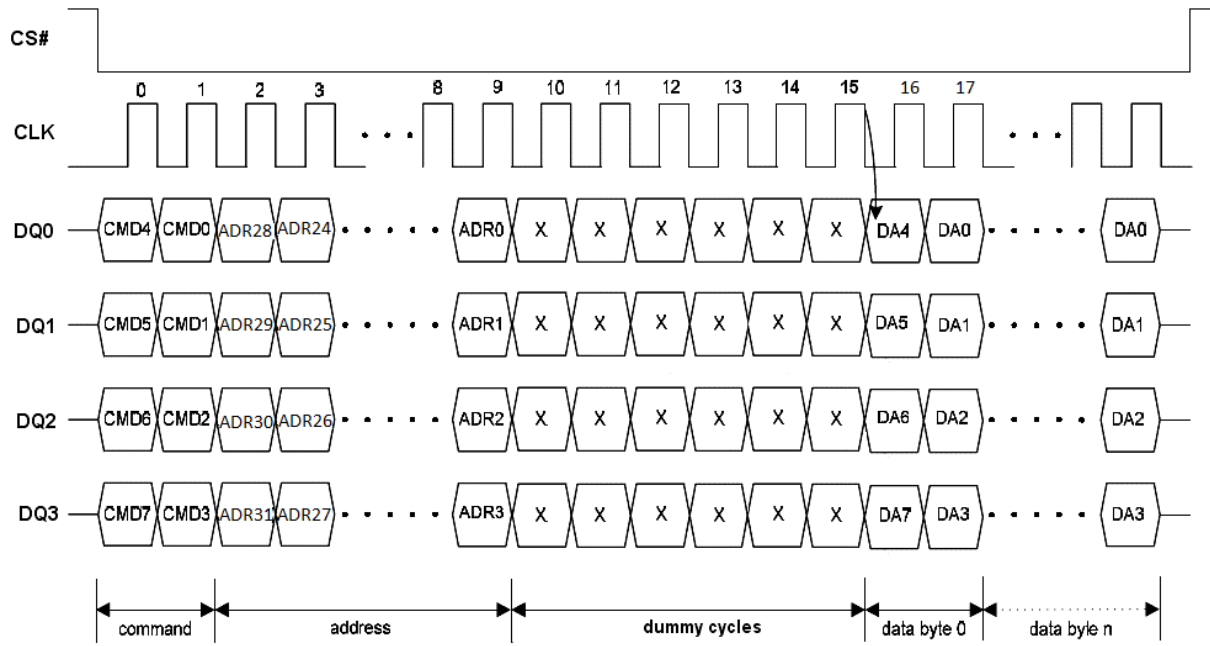 CS#
0 1 2 3 8 9 10 11 12 13 14 15 16 17
CLK
DQ0 CMD4 CMD0 ADR28 ADR24 ADR0 X X X X X X DA4 DA0 DA0
DQ1 CMD5 CMD1 ADR29 ADR25 ADR1 X X X X X X DA5 DA1 DA1
DQ2 CMD6 CMD2 ADR30 ADR26 ADR2 X X X X X X DA6 DA2 DA2
DQ3 CMD7 CMD3 ADR31 ADR27 ADR3 X X X X X X DA7 DA3 DA3
command address dummy cycles data byte 0 data byle n